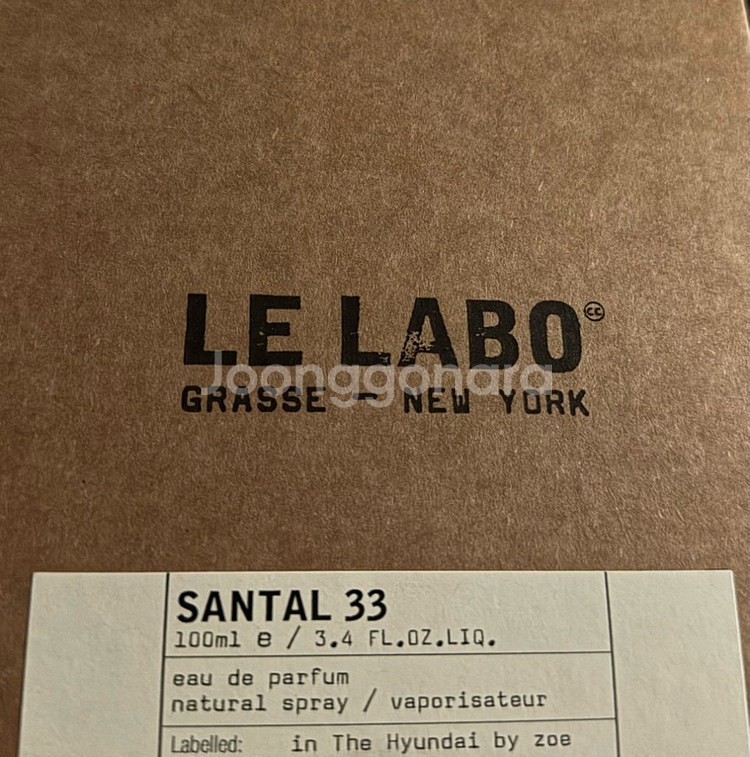 LE LABO
Joonggonara
GRASSE – NEW YORK
SANTAL 33
100ml e / 3.4 FL.OZ.LIQ.
eau de parfum
natural spray / vaporisateur
Labelled: in The Hyundai by zoe